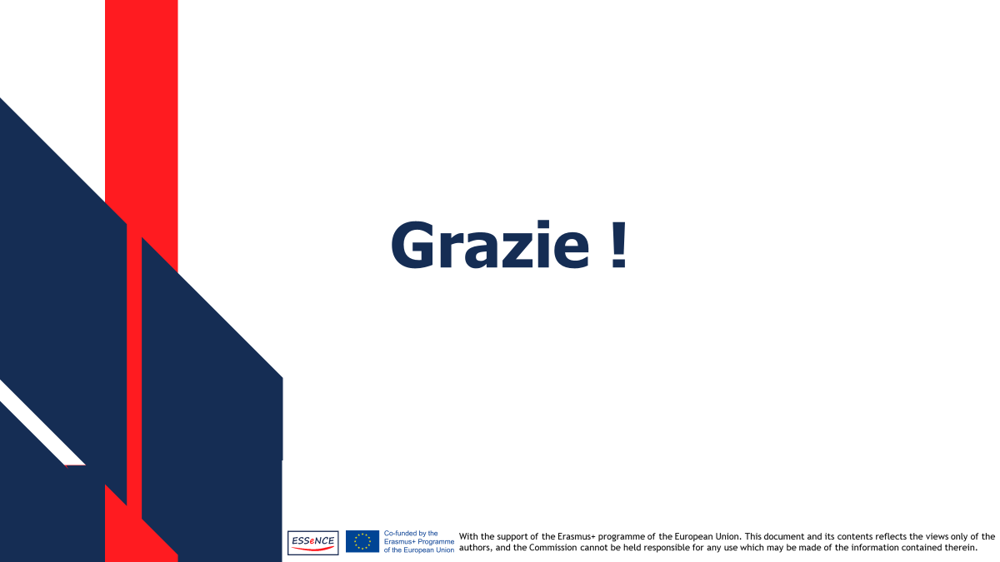 Grazie !
ESSeNCE
Co-funded by the
Erasmus+ Programme
of the European Union
With the support of the Erasmus+ programme of the European Union. This document and its contents reflects the views only of the
authors, and the Commission cannot be held responsible for any use which may be made of the information contained therein.